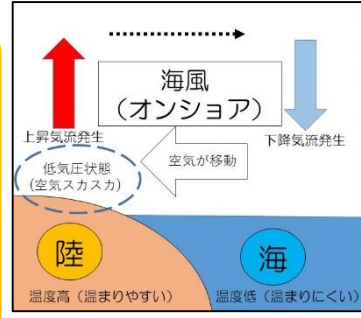 海風
(オンショア)
上昇気流発生
下降気流発生
低気圧状態
(空気スカスカ)
空気が移動
陸
海
温度高（温まりやすい）
温度低（温まりにくい）